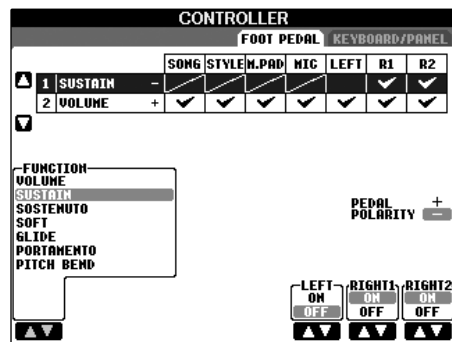 CONTROLLER
FOOT PEDAL KEYBOARD/PANEL
SONG STYLE M.PAD MIC LEFT R1 R2
1 SUSTAIN -
2 VOLUME +
FUNCTION
VOLUME
SUSTAIN
SOSTENUTO
SOFT
GLIDE
PORTAMENTO
PITCH BEND
PEDAL POLARITY + -
LEFT RIGHT1 RIGHT2
ON ON ON
OFF OFF OFF